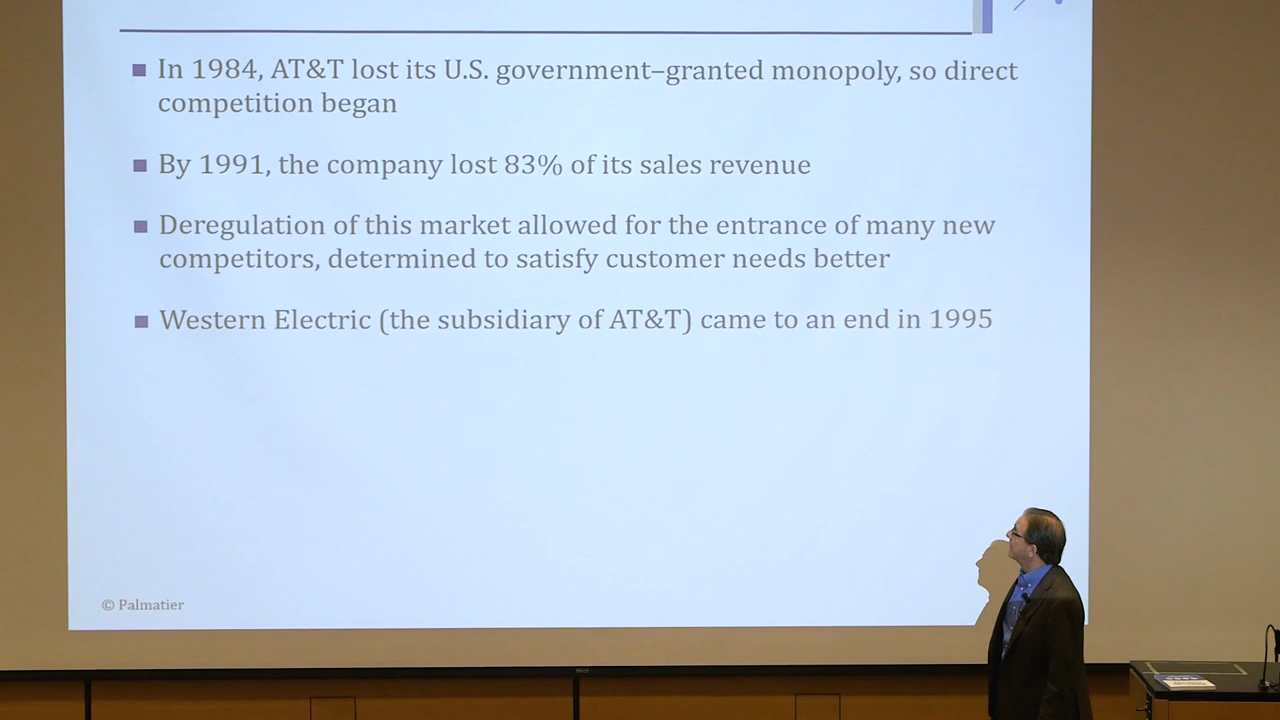 ■ In 1984, AT&T lost its U.S. government–granted monopoly, so direct
competition began
■ By 1991, the company lost 83% of its sales revenue
■ Deregulation of this market allowed for the entrance of many new
competitors, determined to satisfy customer needs better
■ Western Electric (the subsidiary of AT&T) came to an end in 1995
© Palmatier